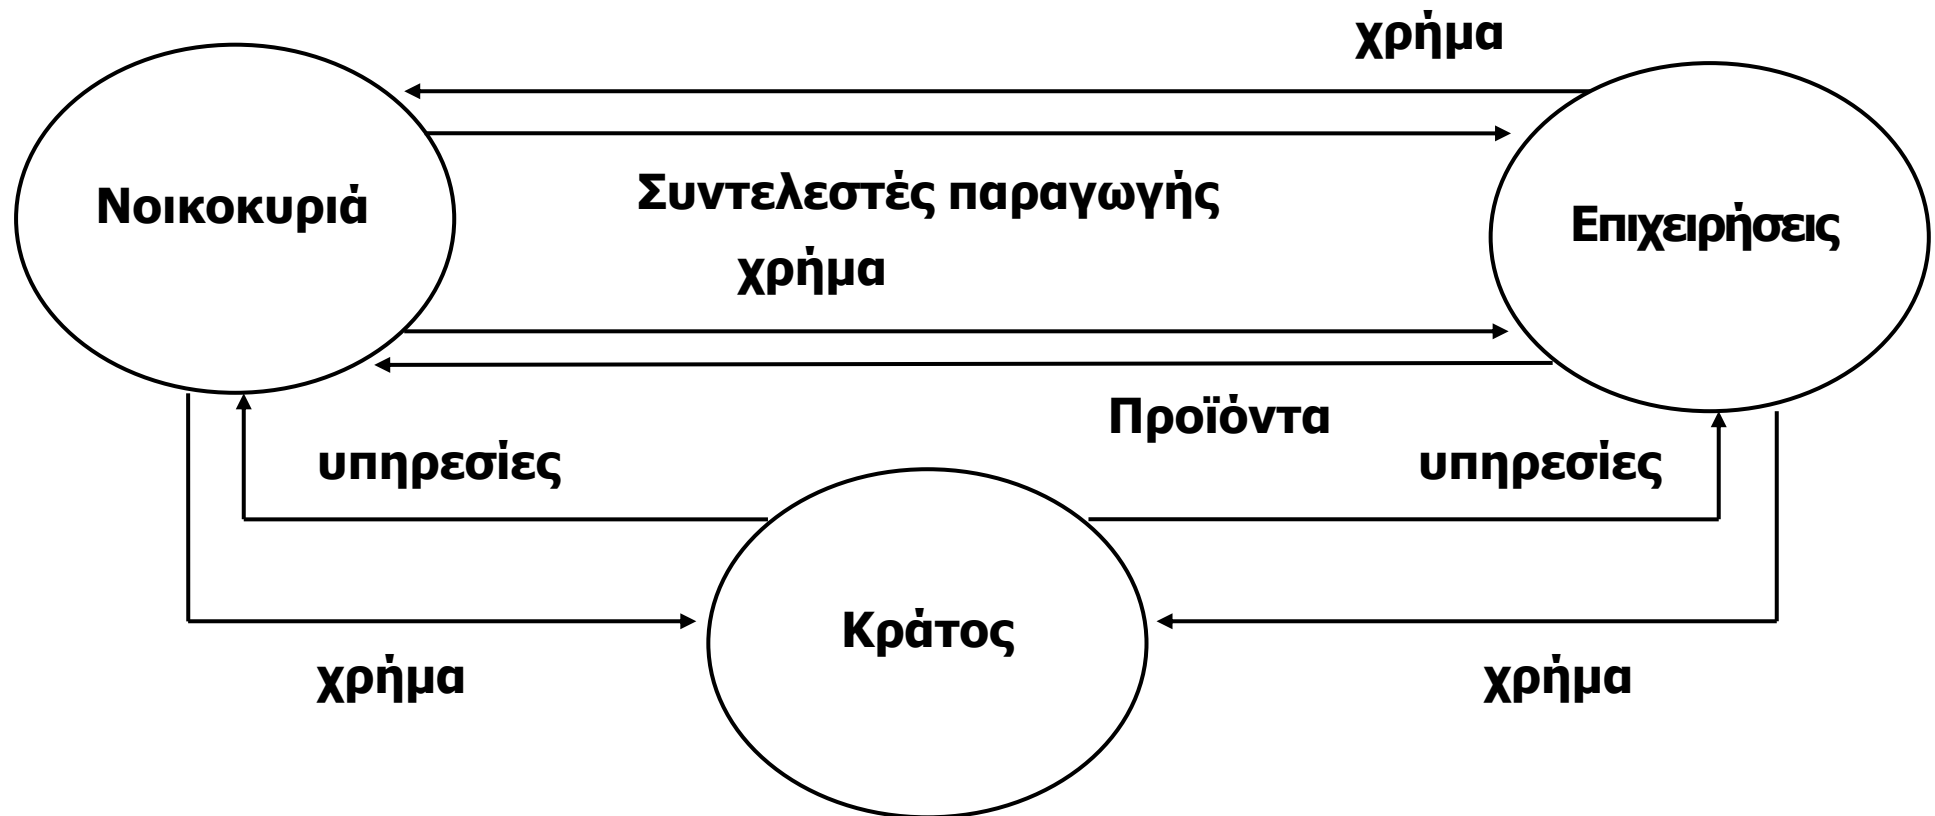 χρήμα
Νοικοκυριά
Συντελεστές παραγωγής
Επιχειρήσεις
χρήμα
Προϊόντα
υπηρεσίες
υπηρεσίες
Κράτος
χρήμα
χρήμα